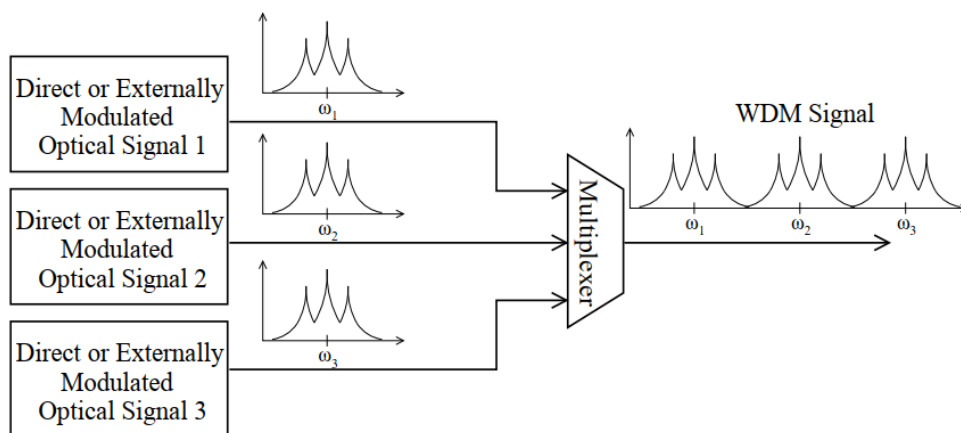 Direct or Externally
Modulated
Optical Signal 1
ω1
Direct or Externally
Modulated
Optical Signal 2
ω2
Direct or Externally
Modulated
Optical Signal 3
ω3
Multiplexer
WDM Signal
ω1
ω2
ω3